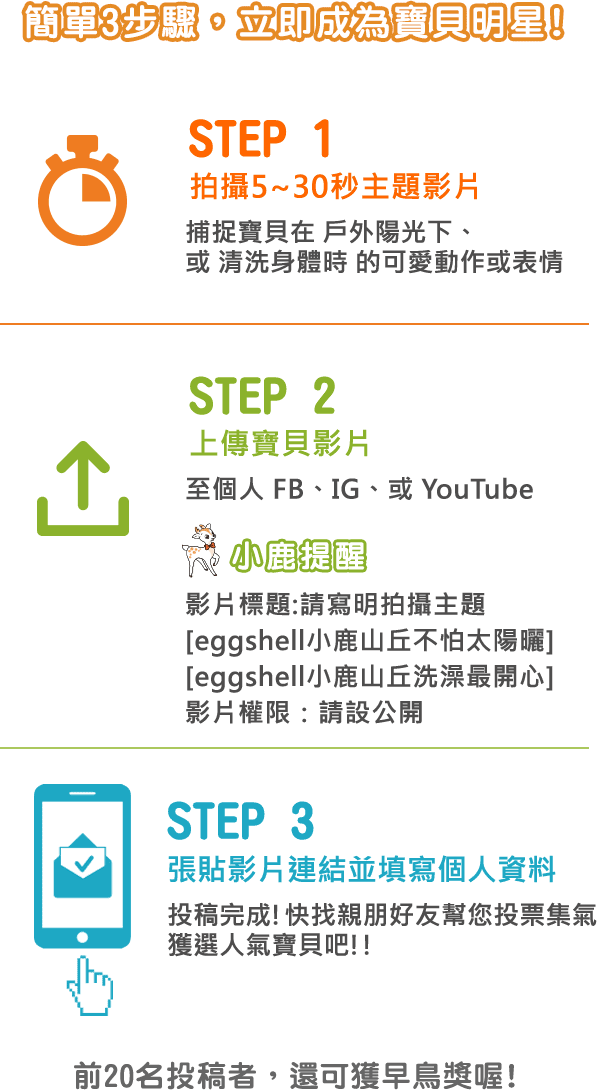 簡單3步驟，立即成為寶貝明星!
STEP 1
拍攝5~30秒主題影片
捕捉寶貝在 戶外陽光下、
或 清洗身體時 的可愛動作或表情
STEP 2
上傳寶貝影片
至個人 FB、IG、或 YouTube
小鹿提醒
影片標題:請寫明拍攝主題
[eggshell小鹿山丘不怕太陽曬]
[eggshell小鹿山丘洗澡最開心]
影片權限：請設公開
STEP 3
張貼影片連結並填寫個人資料
投稿完成! 快找親朋好友幫您投票集氣
獲選人氣寶貝吧!!
前20名投稿者，還可獲早鳥獎喔!